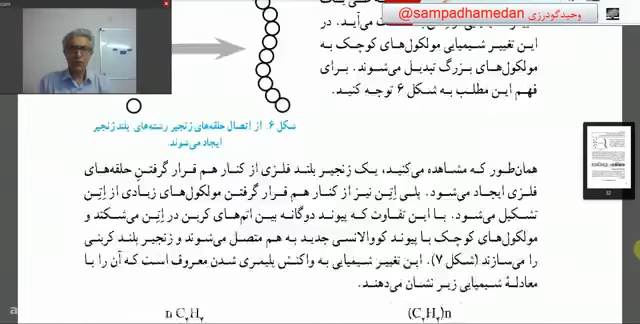 وحیدگودرزی
@sampadhamedan
این تغییر شیمیایی مولکول‌های کوچک به
مولکول‌های بزرگ تبدیل می‌شوند. برای
فهم این مطلب به شکل ۶ توجه کنید.
شکل ۶. از اتصال حلقه‌های زنجیر رشته‌های بلند زنجیر
ایجاد می‌شوند.
همان‌طور که مشاهده می‌کنید، یک زنجیر بلند فلزی از کنار هم قرار گرفتن حلقه‌های
فلزی ایجاد می‌شود. پلی اِتِن نیز از کنار هم قرار گرفتن مولکول‌های زیادی از اِتِن
تشکیل می‌شود. با این تفاوت که پیوند دوگانه بین اتم‌های کربن در اِتِن می‌شکند و
مولکول‌های کوچک با پیوند کووالانسی جدید به هم متصل می‌شوند و زنجیر بلند کربنی
را می‌سازند (شکل ۷). این تغییر شیمیایی به واکنش پلیمری شدن معروف است که آن را با
معادلهٔ شیمیایی زیر نشان می‌دهند.
32